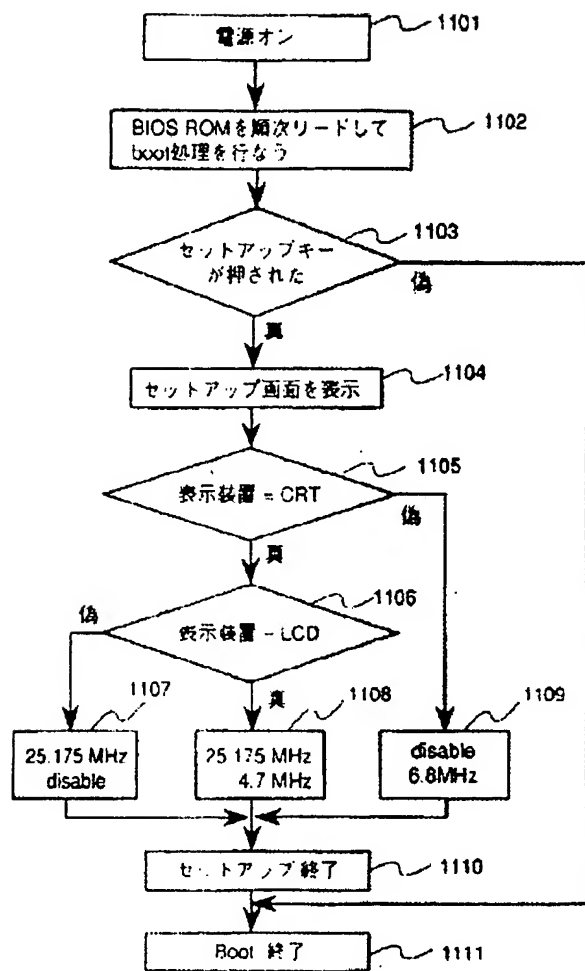 電源オン
1101
BIOS ROMを順次リードして
boot処理を行なう
1102
セットアップキー
が押された
1103
偽
真
セットアップ画面を表示
1104
表示装置 = CRT
1105
偽
真
表示装置 = LCD
1106
偽
真
1107
25.175 MHz
disable
1108
25.175 MHz
4.7 MHz
1109
disable
6.8MHz
セットアップ終了
1110
Boot 終了
1111